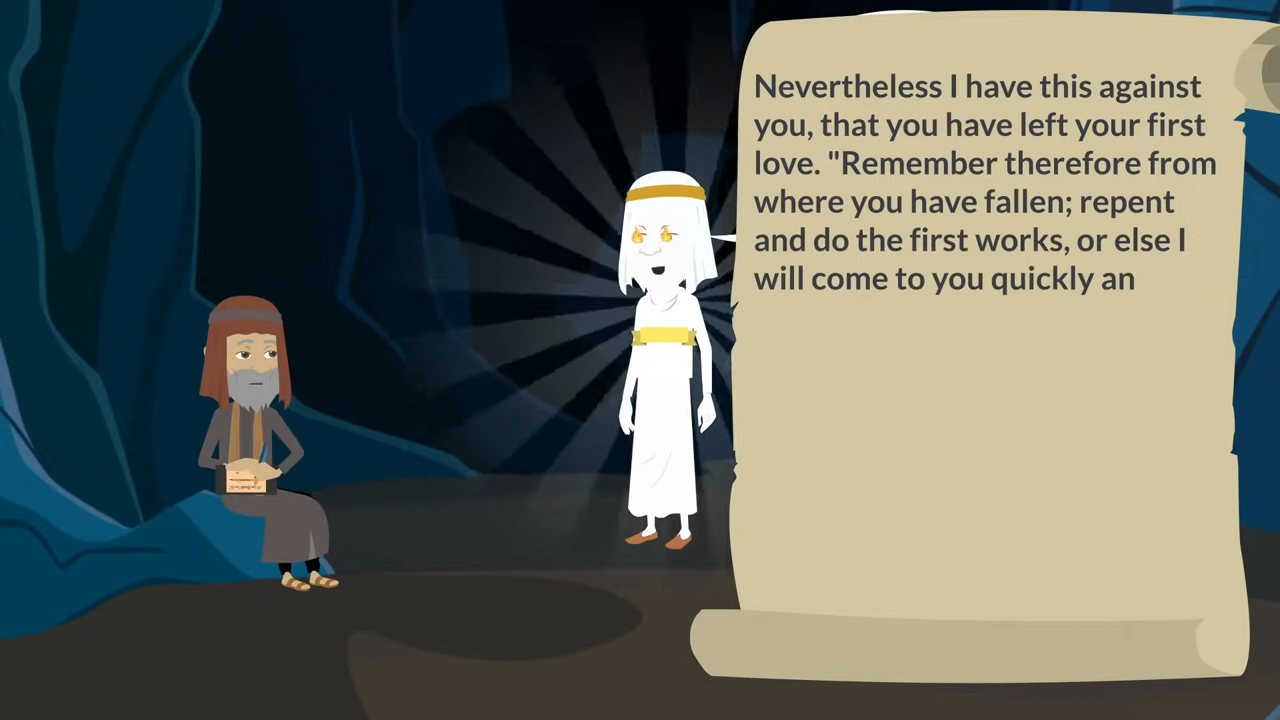 Nevertheless I have this against
you, that you have left your first
love. "Remember therefore from
where you have fallen; repent
and do the first works, or else I
will come to you quickly an